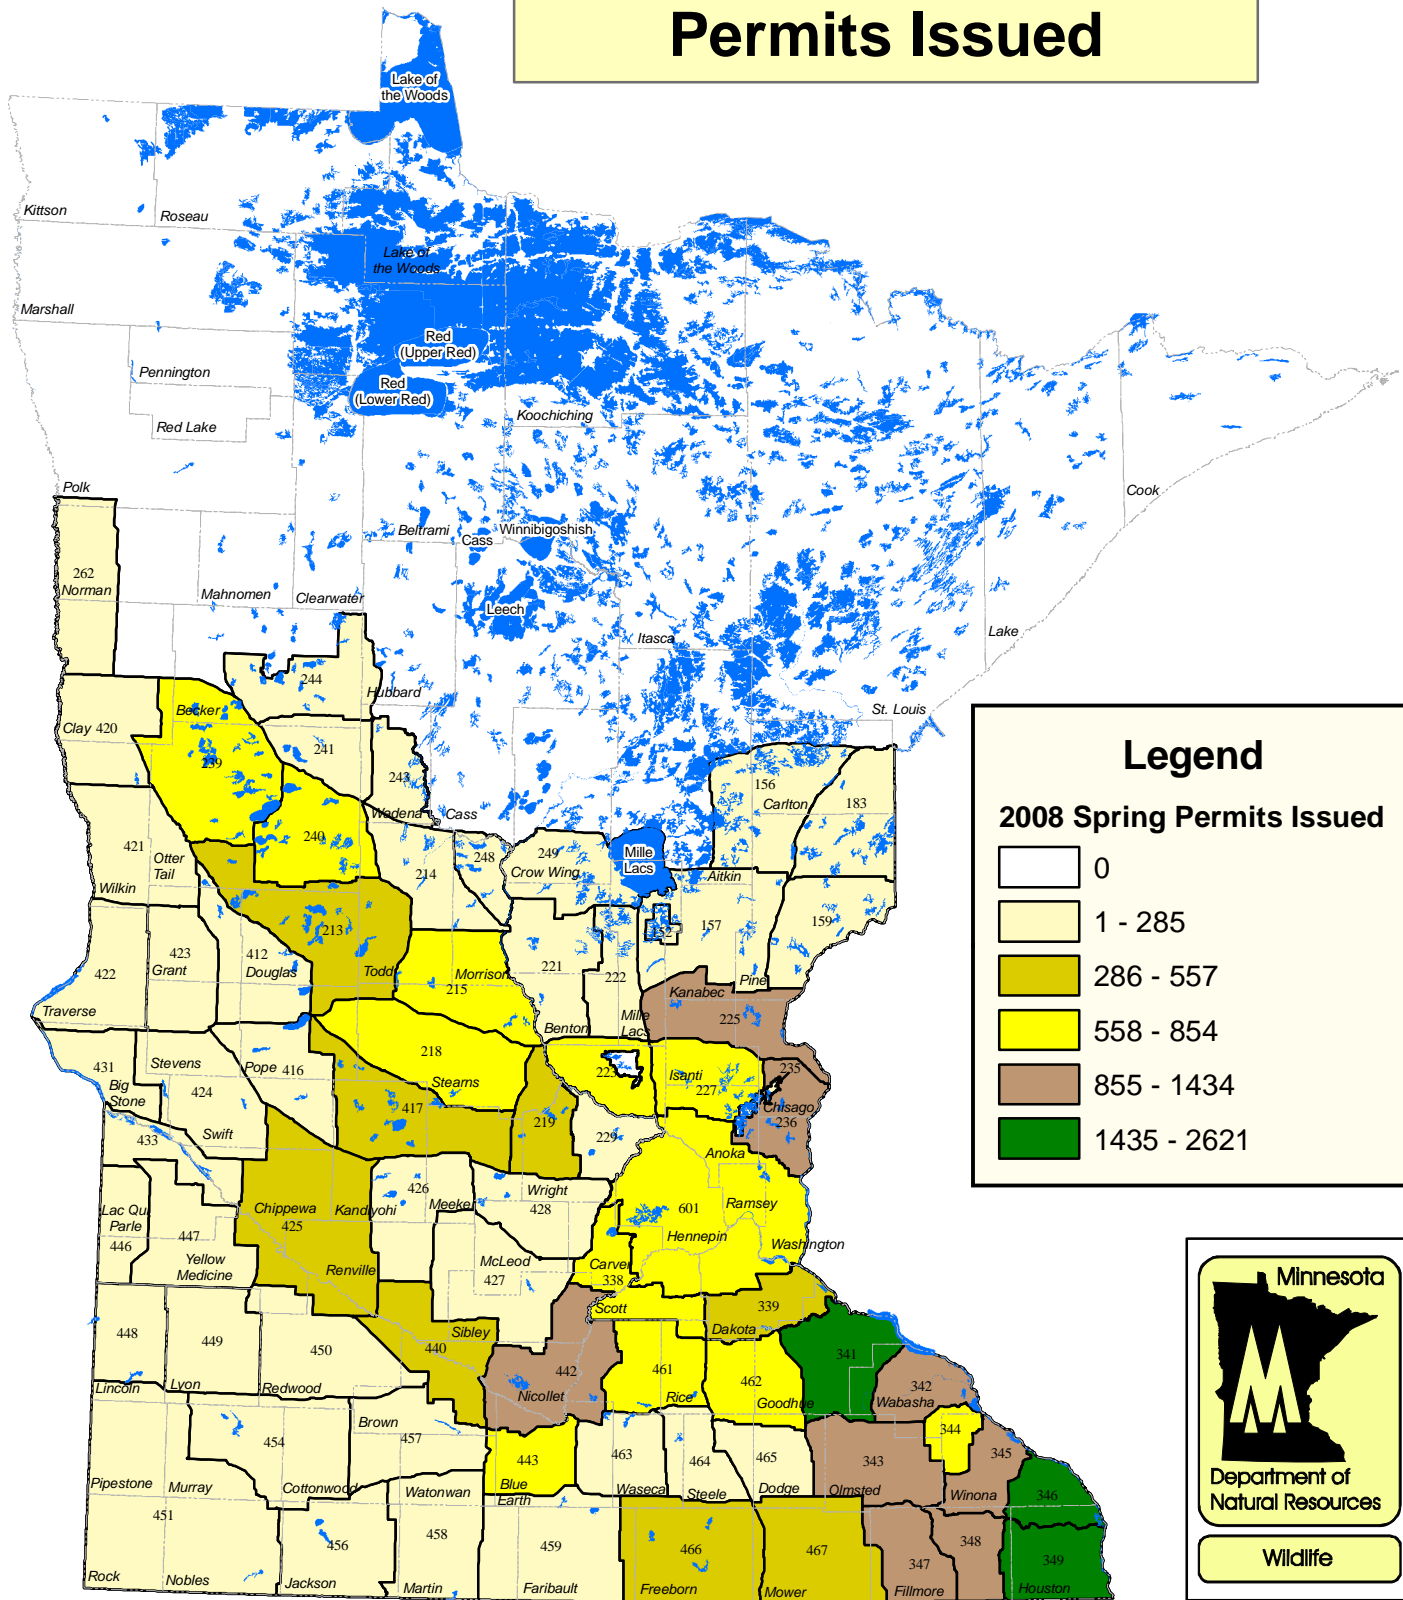 Permits Issued
Lake of
the Woods
Kittson
Roseau
Lake of
the Woods
Marshall
Red
(Upper Red)
Pennington
Red
(Lower Red)
Koochiching
Red Lake
Polk
Cook
Beltrami
Cass
Winnibigoshish
262
Norman
Mahnomen
Clearwater
Leech
Itasca
Lake
244
Hubbard
Becker
St. Louis
Clay 420
241
239
243
156
Carlton
183
Wadena
Cass
240
421
Otter
Tail
214
248
249
Crow Wing
Mille
Lacs
Aitkin
Wilkin
213
152
157
159
423
Grant
412
Douglas
422
Todd
Morrison
215
221
222
Pine
Kanabec
Traverse
Mille
Lacs
225
Benton
218
Stearns
431
Big
Stone
Stevens
424
Pope 416
223
Isanti
227
235
Chisago
236
417
219
229
433
Swift
Anoka
426
Meeker
Wright
428
Lac Qui
Parle
446
Chippewa
425
Kandiyohi
601
Hennepin
Ramsey
Washington
447
Yellow
Medicine
Renville
McLeod
427
Carver
338
Scott
339
Dakota
448
449
450
Sibley
440
442
Nicollet
461
Rice
462
Goodhue
341
342
Wabasha
Lincoln
Lyon
Redwood
344
454
Brown
457
443
Blue
Earth
463
464
465
343
345
Pipestone
Murray
Cottonwood
Watonwan
Waseca
Steele
Dodge
Olmsted
Winona
346
451
456
458
459
466
467
347
348
349
Rock
Nobles
Jackson
Martin
Faribault
Freeborn
Mower
Fillmore
Houston
Legend
2008 Spring Permits Issued
0
1 - 285
286 - 557
558 - 854
855 - 1434
1435 - 2621
Minnesota
Department of
Natural Resources
Wildlife